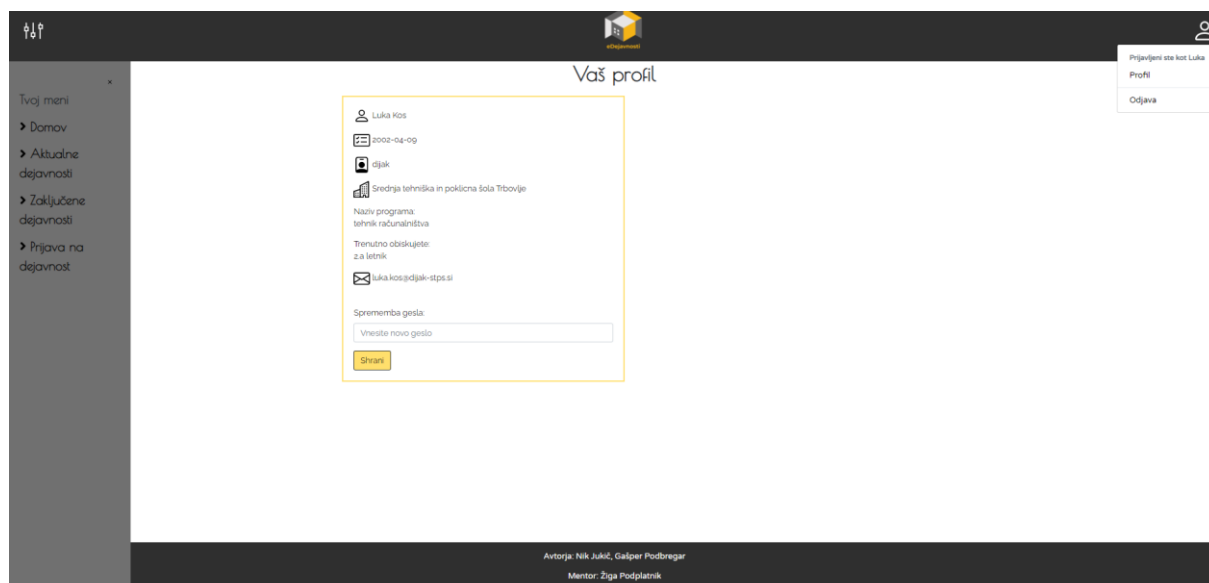 eDejavnosti
Prijavljeni ste kot Luka
Profil
Odjava
×
Tvoj meni
Domov
Aktualne
dejavnosti
Zaključene
dejavnosti
Prijava na
dejavnost
Vaš profil
Luka Kos
2002-04-09
dijak
Srednja tehniška in poklicna šola Trbovlje
Naziv programa:
tehnik računalništva
Trenutno obiskujete:
2.a letnik
luka.kos@dijak-stps.si
Sprememba gesla:
Vnesite novo geslo
Shrani
Avtorja: Nik Jukič, Gašper Podbregar
Mentor: Žiga Podplatnik